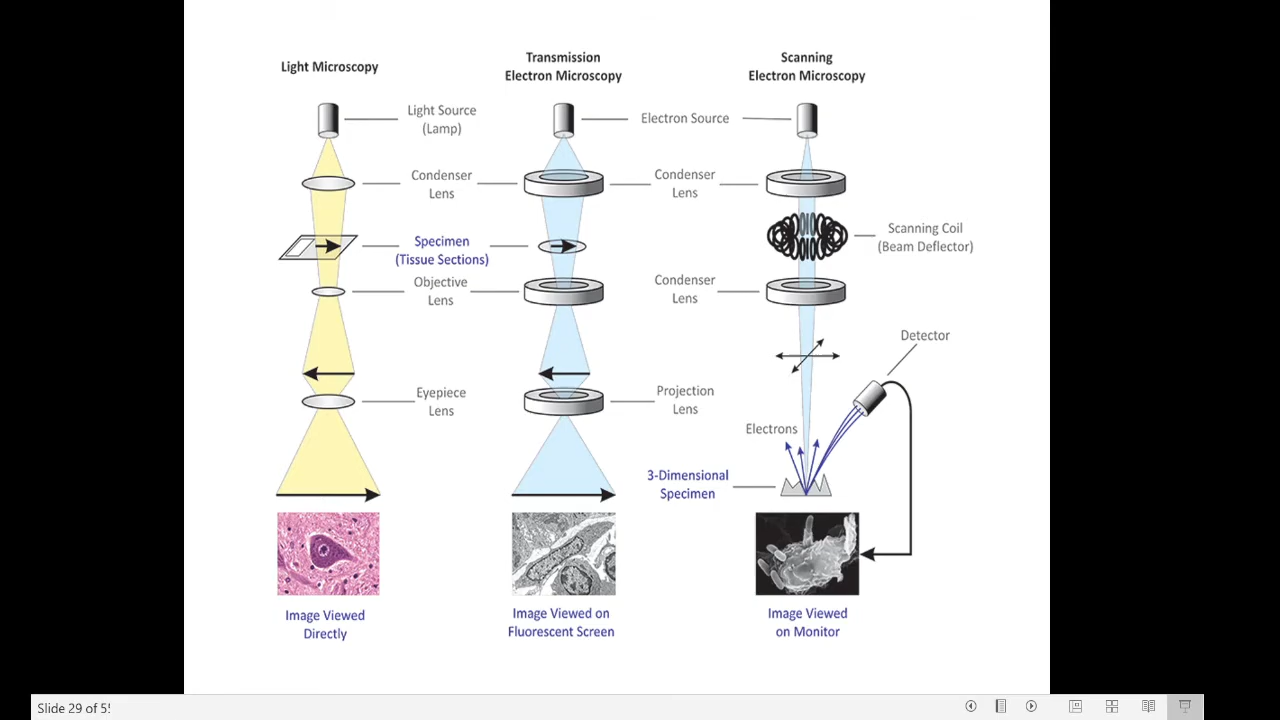 Light Microscopy
Transmission
Electron Microscopy
Scanning
Electron Microscopy
Light Source
(Lamp)
Electron Source
Condenser
Lens
Condenser
Lens
Specimen
(Tissue Sections)
Scanning Coil
(Beam Deflector)
Objective
Lens
Condenser
Lens
Detector
Eyepiece
Lens
Projection
Lens
Electrons
3-Dimensional
Specimen
Image Viewed
Directly
Image Viewed on
Fluorescent Screen
Image Viewed
on Monitor
Slide 29 of